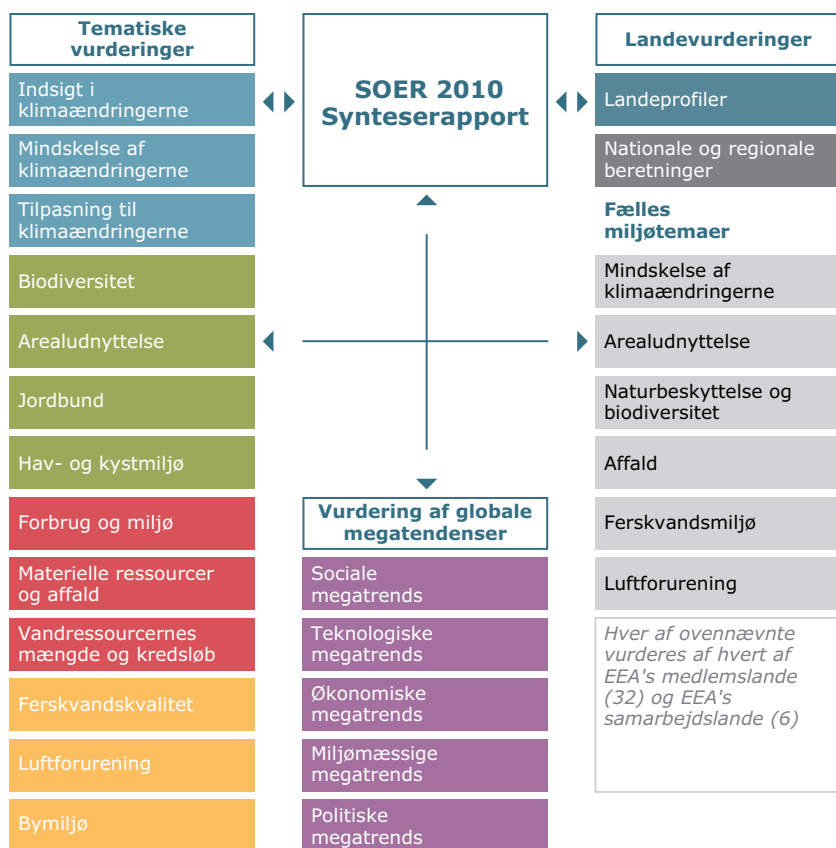 Tematiske
vurderinger
Indsigt i
klimaændringerne
Mindskelse af
klimaændringerne
Tilpasning til
klimaændringerne
Biodiversitet
Arealudnyttelse
Jordbund
Hav- og kystmiljø
Forbrug og miljø
Materielle ressourcer
og affald
Vandressourcernes
mængde og kredsløb
Ferskvandskvalitet
Luftforurening
Bymiljø
SOER 2010
Synteserapport
Vurdering af globale
megatendenser
Sociale
megatrends
Teknologiske
megatrends
Økonomiske
megatrends
Miljømæssige
megatrends
Politiske
megatrends
Landevurderinger
Landeprofiler
Nationale og regionale
beretninger
Fælles
miljøtemaer
Mindskelse af
klimaændringerne
Arealudnyttelse
Naturbeskyttelse og
biodiversitet
Affald
Ferskvandsmiljø
Luftforurening
Hver af ovennævnte
vurderes af hvert af
EEA's medlemslande
(32) og EEA's
samarbejdslande (6)